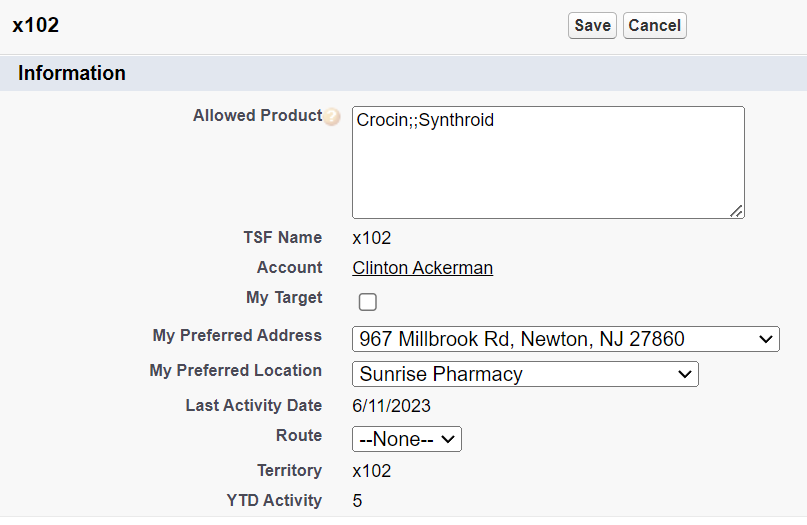 x102
Save Cancel
Information
Allowed Product ? Crocin;;Synthroid
TSF Name x102
Account Clinton Ackerman
My Target
My Preferred Address 967 Millbrook Rd, Newton, NJ 27860
My Preferred Location Sunrise Pharmacy
Last Activity Date 6/11/2023
Route --None--
Territory x102
YTD Activity 5